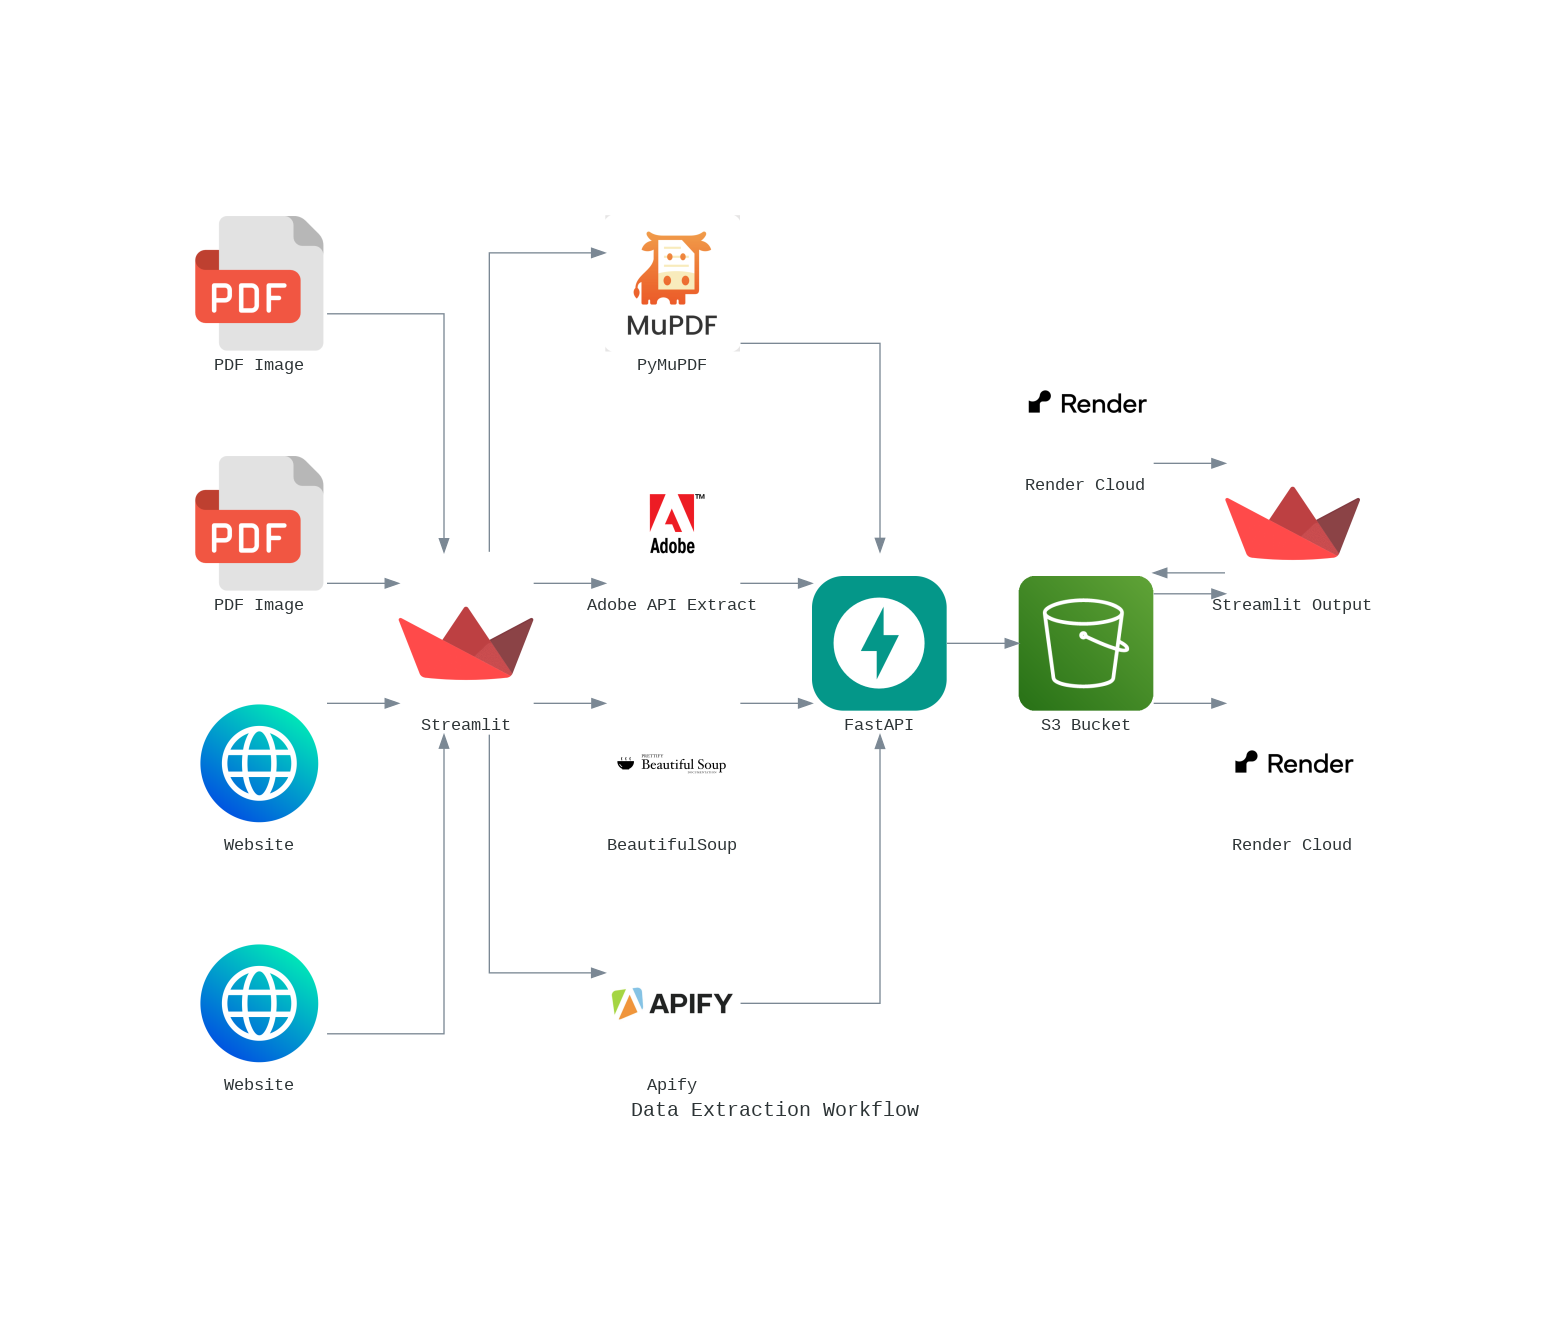 PDF
PDF Image
MuPDF
PyMuPDF
Render
Render Cloud
PDF
PDF Image
Adobe
™
Adobe API Extract
Streamlit Output
Streamlit
FastAPI
S3 Bucket
Beautiful Soup
Render
Website
BeautifulSoup
Render Cloud
APIFY
Website
Apify
Data Extraction Workflow